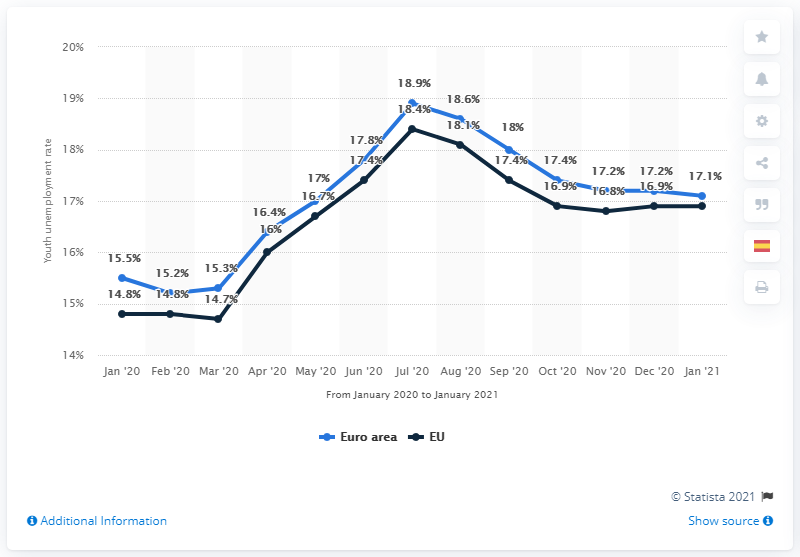 20%
19%
18%
17%
16%
15%
14%
Youth unemployment rate
15.5% 15.2% 15.3% 16.4% 17% 17.8% 18.9% 18.6% 18% 17.4% 17.2% 17.2% 17.1%
14.8% 14.8% 14.7% 16% 16.7% 17.4% 18.4% 18.1% 17.4% 16.9% 16.8% 16.9%
Jan '20 Feb '20 Mar '20 Apr '20 May '20 Jun '20 Jul '20 Aug '20 Sep '20 Oct '20 Nov '20 Dec '20 Jan '21
From January 2020 to January 2021
Euro area EU
© Statista 2021
Additional Information Show source